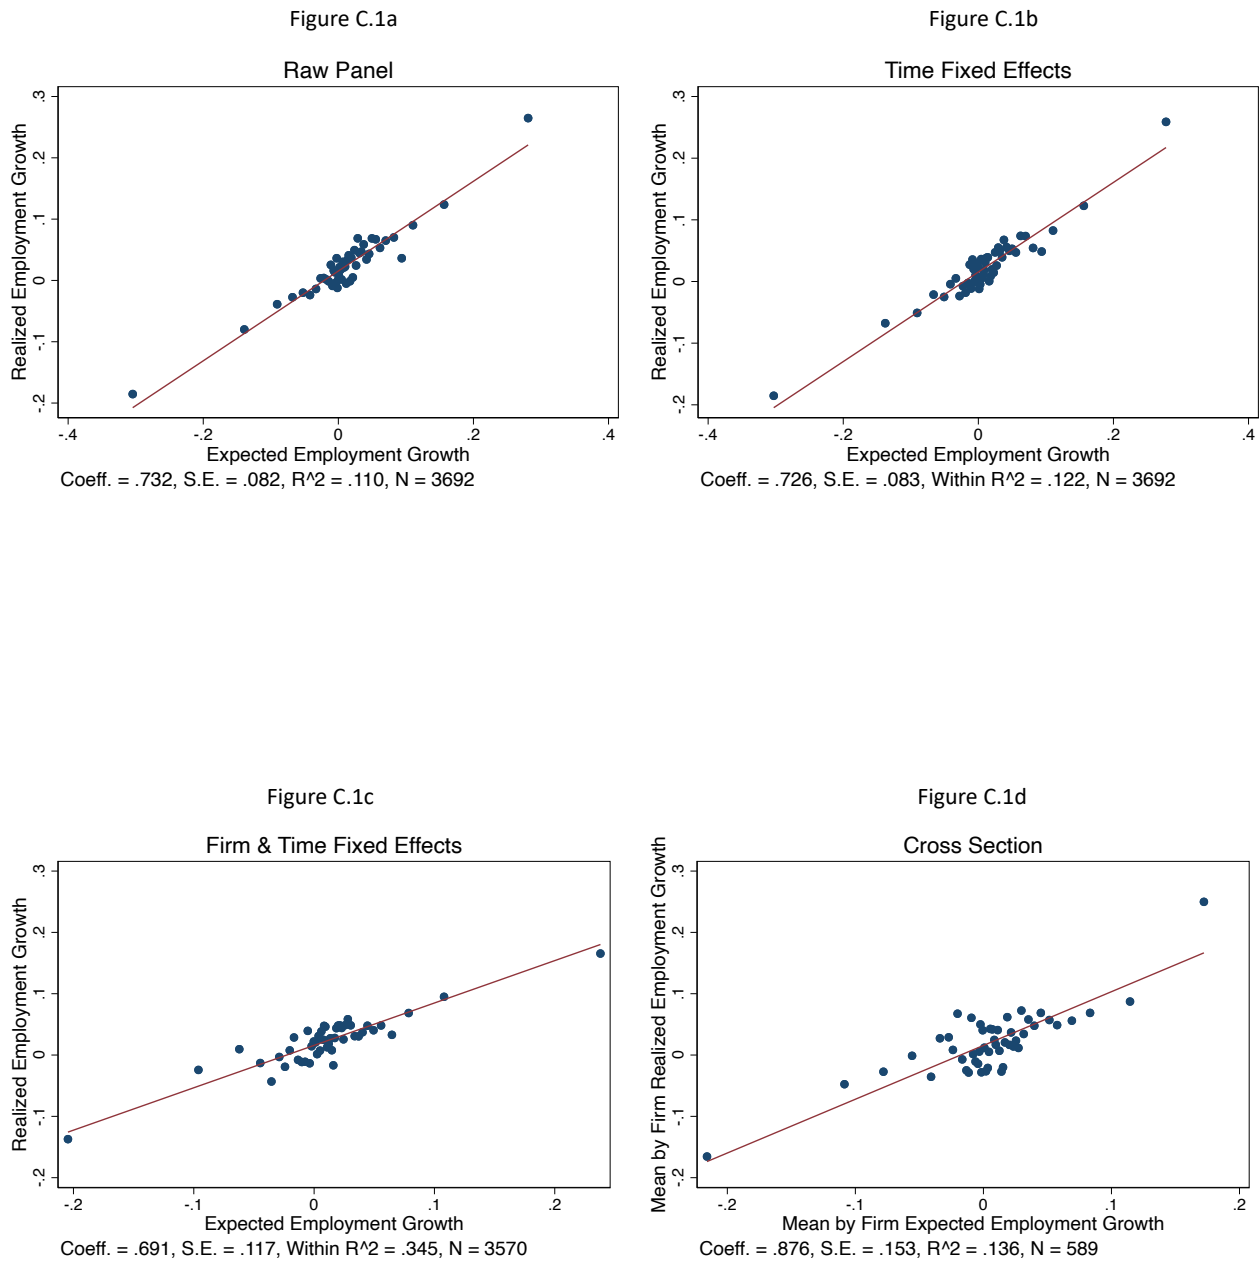 Figure C.1a
Raw Panel
Realized Employment Growth
.3
.2
.1
0
-.1
-.2
-.4
-.2
0
.2
.4
Expected Employment Growth
Coeff. = .732, S.E. = .082, R^2 = .110, N = 3692
Figure C.1b
Time Fixed Effects
Realized Employment Growth
.3
.2
.1
0
-.1
-.2
-.4
-.2
0
.2
.4
Expected Employment Growth
Coeff. = .726, S.E. = .083, Within R^2 = .122, N = 3692
Figure C.1c
Firm & Time Fixed Effects
Realized Employment Growth
.3
.2
.1
0
-.1
-.2
-.2
-.1
0
.1
.2
Expected Employment Growth
Coeff. = .691, S.E. = .117, Within R^2 = .345, N = 3570
Figure C.1d
Cross Section
Mean by Firm Realized Employment Growth
.3
.2
.1
0
-.1
-.2
-.2
-.1
0
.1
.2
Mean by Firm Expected Employment Growth
Coeff. = .876, S.E. = .153, R^2 = .136, N = 589